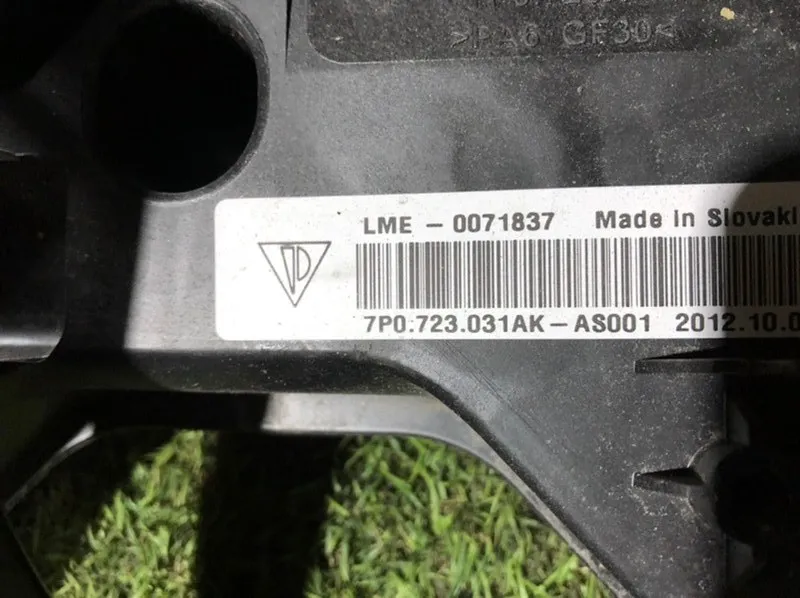 >PA6 GF30<
LME – 0071837 Made in Slovaki
7P0.723.031AK – AS001 2012.10.0